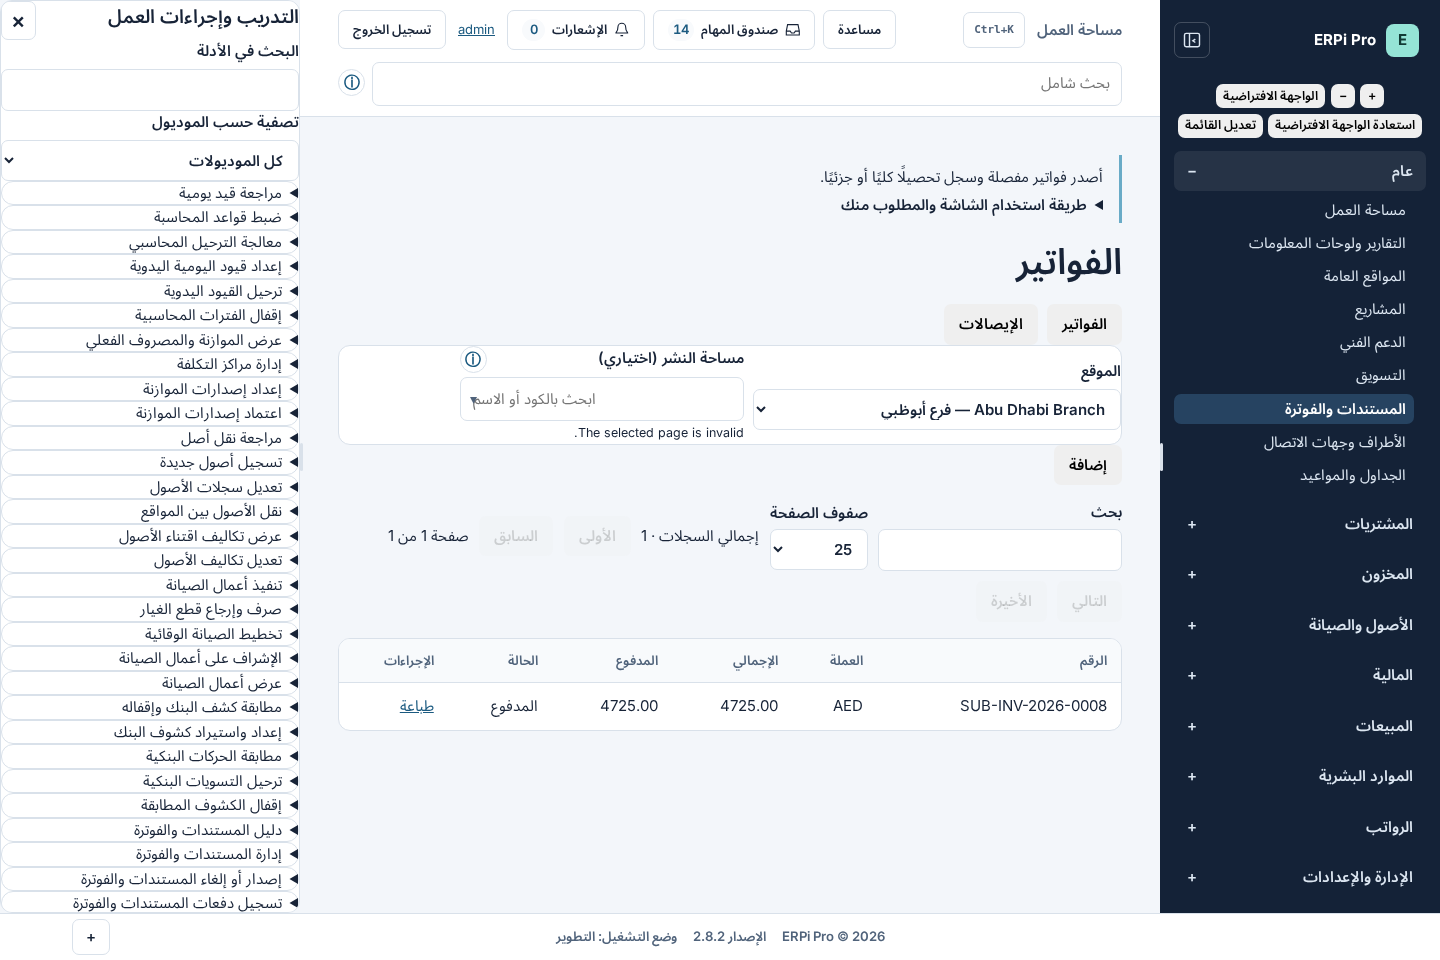 E
ERPi Pro
+
−
الواجهة الافتراضية
استعادة الواجهة الافتراضية
تعديل القائمة
عام
−
مساحة العمل
التقارير ولوحات المعلومات
المواقع العامة
المشاريع
الدعم الفني
التسويق
المستندات والفوترة
الأطراف وجهات الاتصال
الجداول والمواعيد
المشتريات
+
المخزون
+
الأصول والصيانة
+
المالية
+
المبيعات
+
الموارد البشرية
+
الرواتب
+
الإدارة والإعدادات
+
مساحة العمل
Ctrl+K
مساعدة
صندوق المهام 14
الإشعارات 0
admin
تسجيل الخروج
بحث شامل
أصدر فواتير مفصلة وسجل تحصيلًا كليًا أو جزئيًا.
طريقة استخدام الشاشة والمطلوب منك
الفواتير
الفواتير
الإيصالات
الموقع
Abu Dhabi Branch — فرع أبوظبي
مساحة النشر (اختياري)
ابحث بالكود أو الاسم
The selected page is invalid.
إضافة
بحث
صفوف الصفحة
25
إجمالي السجلات · 1
الأولى
السابق
صفحة 1 من 1
التالي
الأخيرة
الرقم العملة الإجمالي المدفوع الحالة الإجراءات
SUB-INV-2026-0008 AED 4725.00 4725.00 المدفوع طباعة
التدريب وإجراءات العمل
×
البحث في الأدلة
تصفية حسب الموديول
كل الموديولات
مراجعة قيد يومية
ضبط قواعد المحاسبة
معالجة الترحيل المحاسبي
إعداد قيود اليومية اليدوية
ترحيل القيود اليدوية
إقفال الفترات المحاسبية
عرض الموازنة والمصروف الفعلي
إدارة مراكز التكلفة
إعداد إصدارات الموازنة
اعتماد إصدارات الموازنة
مراجعة نقل أصل
تسجيل أصول جديدة
تعديل سجلات الأصول
نقل الأصول بين المواقع
عرض تكاليف اقتناء الأصول
تعديل تكاليف الأصول
تنفيذ أعمال الصيانة
صرف وإرجاع قطع الغيار
تخطيط الصيانة الوقائية
الإشراف على أعمال الصيانة
عرض أعمال الصيانة
مطابقة كشف البنك وإقفاله
إعداد واستيراد كشوف البنك
مطابقة الحركات البنكية
ترحيل التسويات البنكية
إقفال الكشوف المطابقة
دليل المستندات والفوترة
إدارة المستندات والفوترة
إصدار أو إلغاء المستندات والفوترة
تسجيل دفعات المستندات والفوترة
ERPi Pro © 2026
الإصدار 2.8.2
وضع التشغيل: التطوير
+